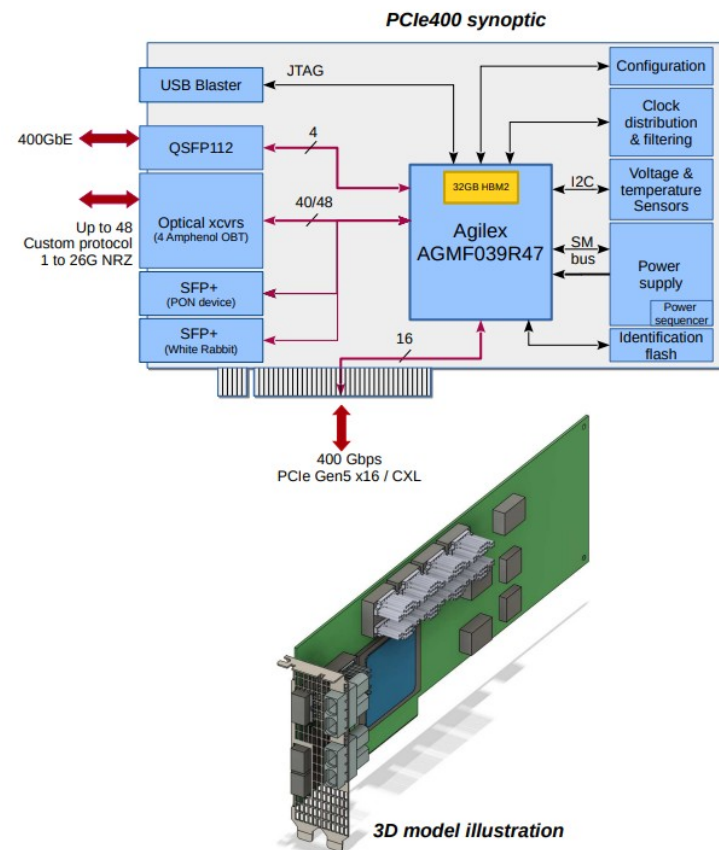 PCIe400 synoptic
USB Blaster
JTAG
Configuration
400GbE
QSFP112
4
Clock
distribution
& filtering
32GB HBM2
Agilex
AGMF039R47
Up to 48
Custom protocol
1 to 26G NRZ
Optical xcvrs
(4 Amphenol OBT)
40/48
I2C
Voltage &
temperature
Sensors
SM
bus
Power
supply
Power
sequencer
SFP+
(PON device)
SFP+
(White Rabbit)
16
Identification
flash
400 Gbps
PCIe Gen5 x16 / CXL
3D model illustration